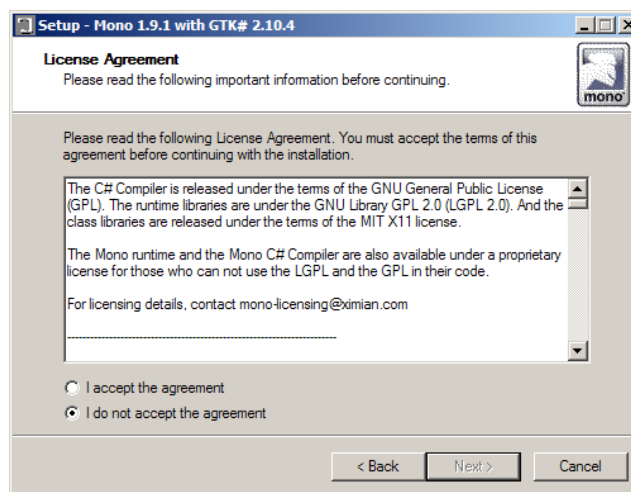 Setup - Mono 1.9.1 with GTK# 2.10.4
License Agreement
Please read the following important information before continuing.
mono
Please read the following License Agreement. You must accept the terms of this
agreement before continuing with the installation.
The C# Compiler is released under the terms of the GNU General Public License
(GPL). The runtime libraries are under the GNU Library GPL 2.0 (LGPL 2.0). And the
class libraries are released under the terms of the MIT X11 license.
The Mono runtime and the Mono C# Compiler are also available under a proprietary
license for those who can not use the LGPL and the GPL in their code.
For licensing details, contact mono-licensing@ximian.com
------------------------------------------------------------------------
I accept the agreement
I do not accept the agreement
< Back
Next >
Cancel